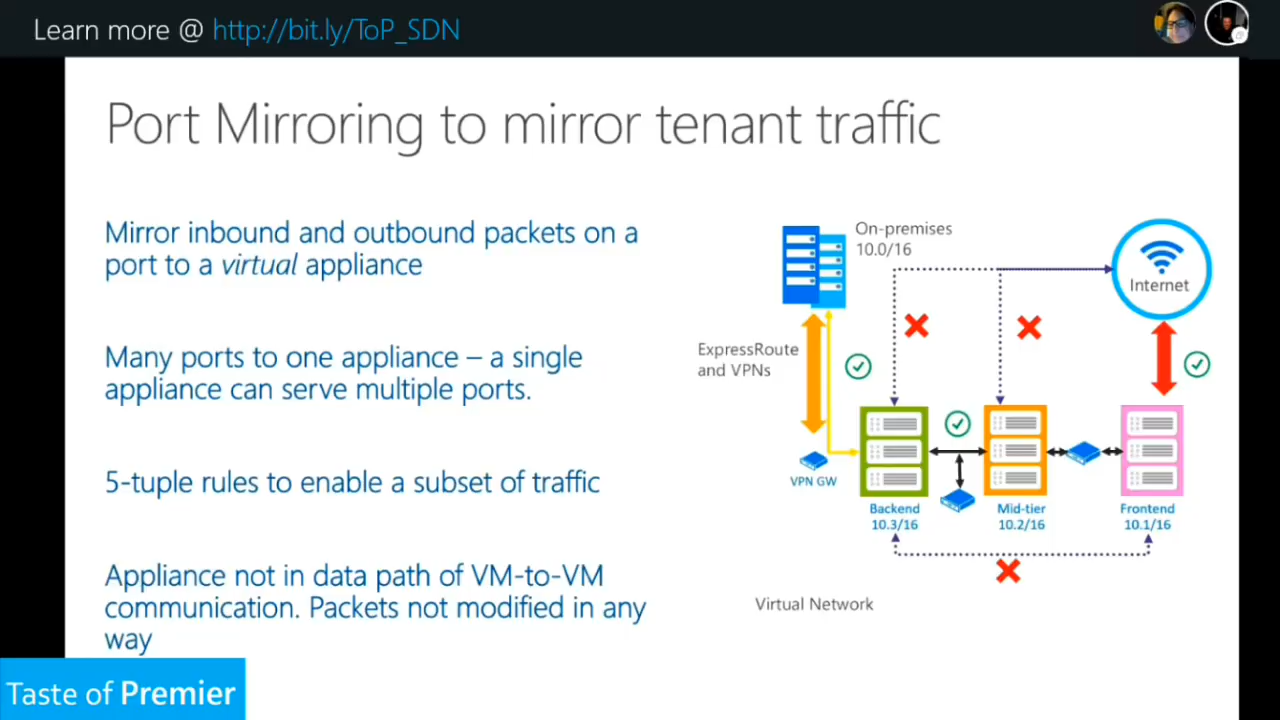 Learn more @ http://bit.ly/ToP_SDN
Port Mirroring to mirror tenant traffic
Mirror inbound and outbound packets on a
port to a virtual appliance
Many ports to one appliance – a single
appliance can serve multiple ports.
5-tuple rules to enable a subset of traffic
Appliance not in data path of VM-to-VM
communication. Packets not modified in any
way
On-premises
10.0/16
Internet
ExpressRoute
and VPNs
VPN GW
Backend
10.3/16
Mid-tier
10.2/16
Frontend
10.1/16
Virtual Network
Taste of Premier